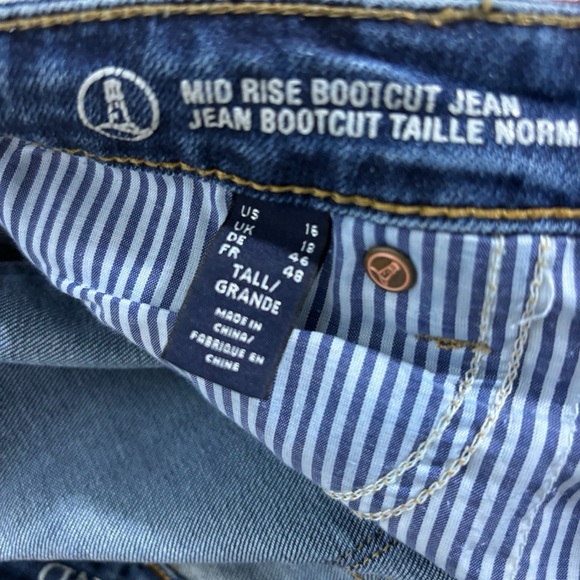 MID RISE BOOTCUT JEAN
JEAN BOOTCUT TAILLE NORM
US 16
UK 18
DE 46
FR 48
TALL/
GRANDE
MADE IN
CHINA/
FABRIQUE EN
CHINE